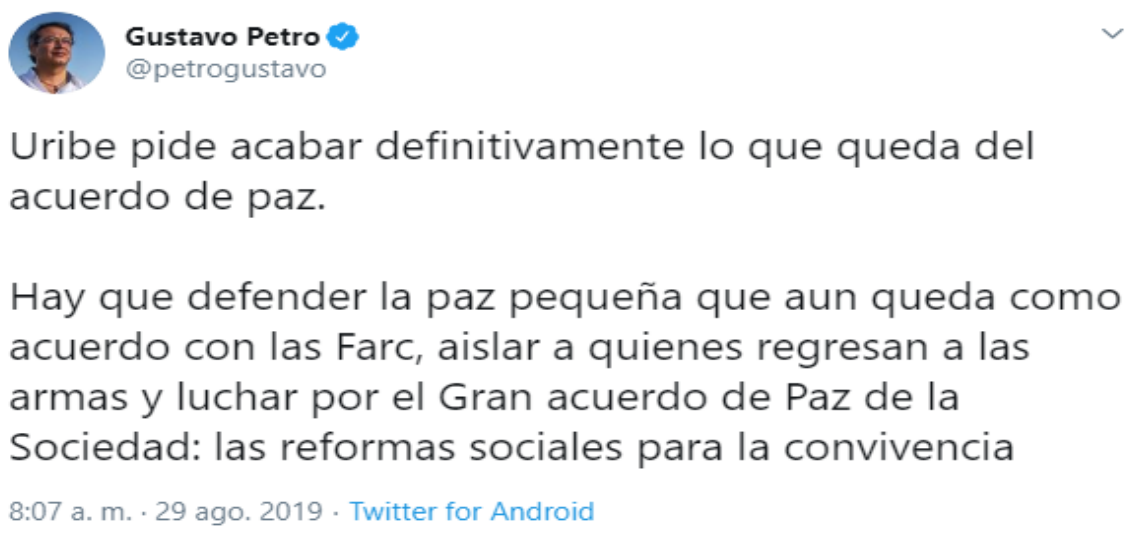 Gustavo Petro
@petrogustavo
Uribe pide acabar definitivamente lo que queda del
acuerdo de paz.
Hay que defender la paz pequeña que aun queda como
acuerdo con las Farc, aislar a quienes regresan a las
armas y luchar por el Gran acuerdo de Paz de la
Sociedad: las reformas sociales para la convivencia
8:07 a. m. · 29 ago. 2019 · Twitter for Android